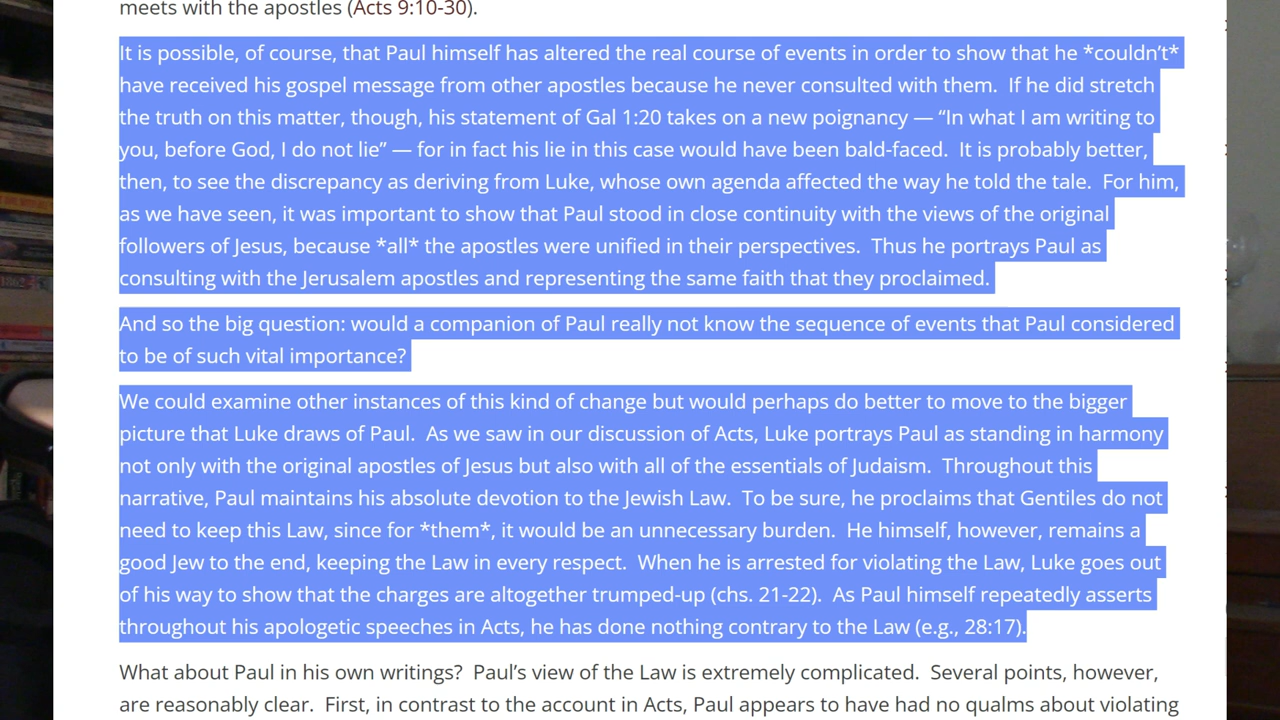 meets with the apostles (Acts 9:10-30).
It is possible, of course, that Paul himself has altered the real course of events in order to show that he *couldn’t*
have received his gospel message from other apostles because he never consulted with them.  If he did stretch
the truth on this matter, though, his statement of Gal 1:20 takes on a new poignancy — “In what I am writing to
you, before God, I do not lie” — for in fact his lie in this case would have been bald-faced.  It is probably better,
then, to see the discrepancy as deriving from Luke, whose own agenda affected the way he told the tale.  For him,
as we have seen, it was important to show that Paul stood in close continuity with the views of the original
followers of Jesus, because *all* the apostles were unified in their perspectives.  Thus he portrays Paul as
consulting with the Jerusalem apostles and representing the same faith that they proclaimed.
And so the big question: would a companion of Paul really not know the sequence of events that Paul considered
to be of such vital importance?
We could examine other instances of this kind of change but would perhaps do better to move to the bigger
picture that Luke draws of Paul.  As we saw in our discussion of Acts, Luke portrays Paul as standing in harmony
not only with the original apostles of Jesus but also with all of the essentials of Judaism.  Throughout this
narrative, Paul maintains his absolute devotion to the Jewish Law.  To be sure, he proclaims that Gentiles do not
need to keep this Law, since for *them*, it would be an unnecessary burden.  He himself, however, remains a
good Jew to the end, keeping the Law in every respect.  When he is arrested for violating the Law, Luke goes out
of his way to show that the charges are altogether trumped-up (chs. 21-22).  As Paul himself repeatedly asserts
throughout his apologetic speeches in Acts, he has done nothing contrary to the Law (e.g., 28:17).
What about Paul in his own writings?  Paul’s view of the Law is extremely complicated.  Several points, however,
are reasonably clear.  First, in contrast to the account in Acts, Paul appears to have had no qualms about violating